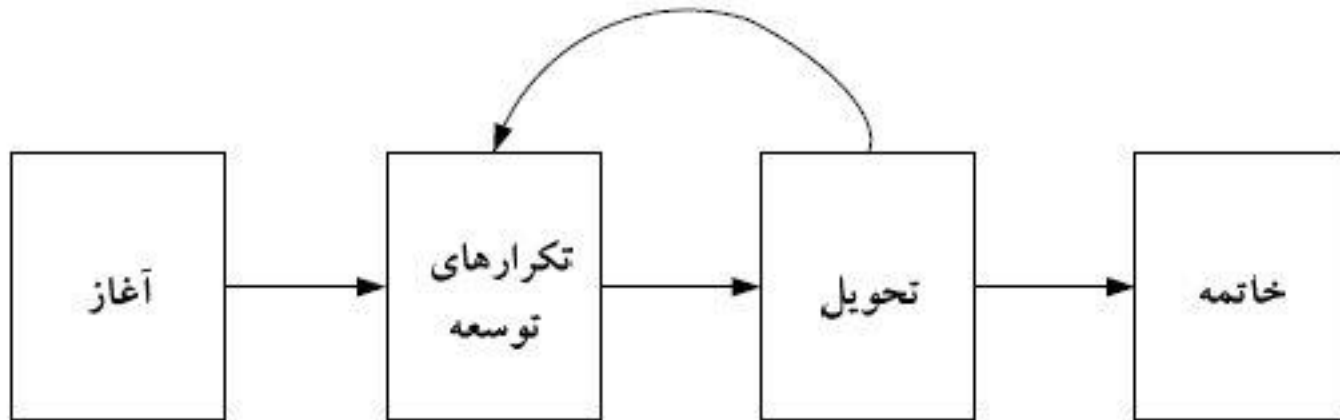 آغاز
تکرارهای
توسعه
تحویل
خاتمه